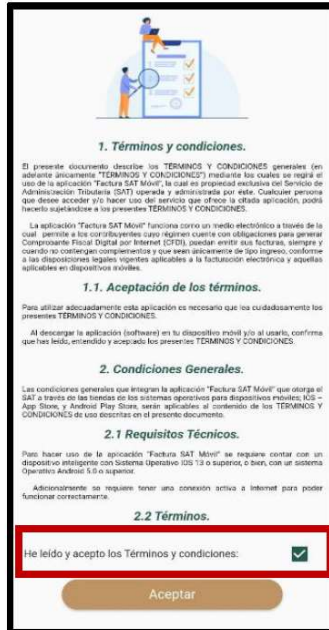 1. Términos y condiciones.
El presente documento describe los TÉRMINOS Y CONDICIONES generales (en
adelante únicamente "TÉRMINOS Y CONDICIONES") mediante los cuales se regirá el
uso de la aplicación "Factura SAT Móvil", la cual es propiedad exclusiva del Servicio de
Administración Tributaria (SAT) operada y administrada por éste. Cualquier persona
que desee acceder y/o hacer uso del servicio que ofrece la citada aplicación, podrá
hacerlo sujetándose a los presentes TÉRMINOS Y CONDICIONES.
La aplicación "Factura SAT Móvil" funciona como un medio electrónico a través de la
cual permite a los contribuyentes cuyo régimen cuente con obligaciones para generar
Comprobante Fiscal Digital por Internet (CFDI), puedan emitir sus facturas, siempre y
cuando no contengan complementos y que sean únicamente de tipo ingreso, conforme
a las disposiciones legales vigentes aplicables a la facturación electrónica y aquellas
aplicables en dispositivos móviles.
1.1. Aceptación de los términos.
Para utilizar adecuadamente esta aplicación es necesario que lea cuidadosamente los
presentes TÉRMINOS Y CONDICIONES.
Al descargar la aplicación (software) en tu dispositivo móvil y/o al usarlo, confirma
que has leído, entendido y aceptado los presentes TÉRMINOS Y CONDICIONES.
2. Condiciones Generales.
Las condiciones generales que integran la aplicación "Factura SAT Móvil" que otorga el
SAT a través de las tiendas de los sistemas operativos para dispositivos móviles; IOS –
App Store, y Android Play Store, serán aplicables al contenido de los TÉRMINOS Y
CONDICIONES de uso descritas en el presente documento.
2.1 Requisitos Técnicos.
Para hacer uso de la aplicación "Factura SAT Móvil" se requiere contar con un
dispositivo inteligente con Sistema Operativo IOS 13 o superior, o bien, con un sistema
Operativo Android 5.0 o superior.
Adicionalmente se requiere tener una conexión activa a Internet para poder
funcionar correctamente.
2.2 Términos.
He leído y acepto los Términos y condiciones:
Aceptar